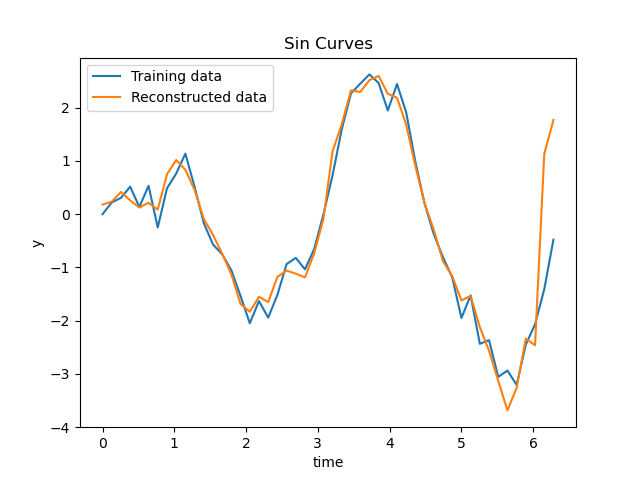 Sin Curves
Training data
Reconstructed data
y
2
1
0
−1
−2
−3
−4
0 1 2 3 4 5 6
time